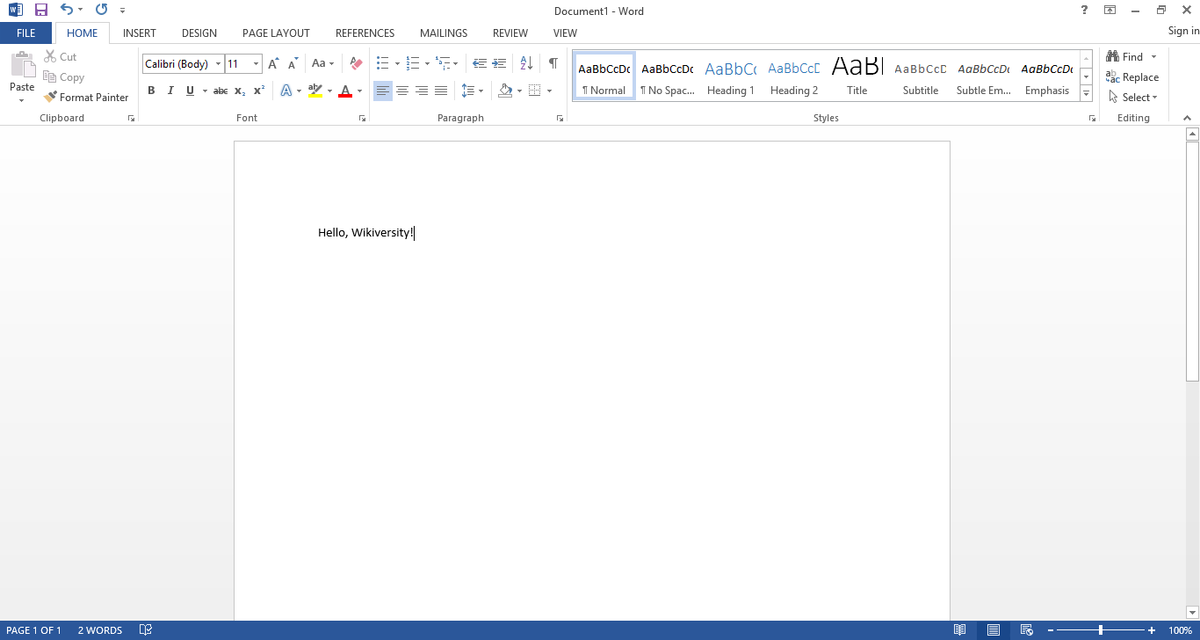 Document1 - Word
?
Sign in
FILE HOME INSERT DESIGN PAGE LAYOUT REFERENCES MAILINGS REVIEW VIEW
Paste
Cut
Copy
Format Painter
Clipboard
Calibri (Body) 11
Aa
B I U abc x₂ x²
Font
Paragraph
AaBbCcDc AaBbCcDc AaBbCc AaBbCcD AaBl AaBbCcD AaBbCcDc AaBbCcDc
¶ Normal ¶ No Spac... Heading 1 Heading 2 Title Subtitle Subtle Em... Emphasis
Styles
Find
Replace
Select
Editing
Hello, Wikiversity!
PAGE 1 OF 1 2 WORDS
100%